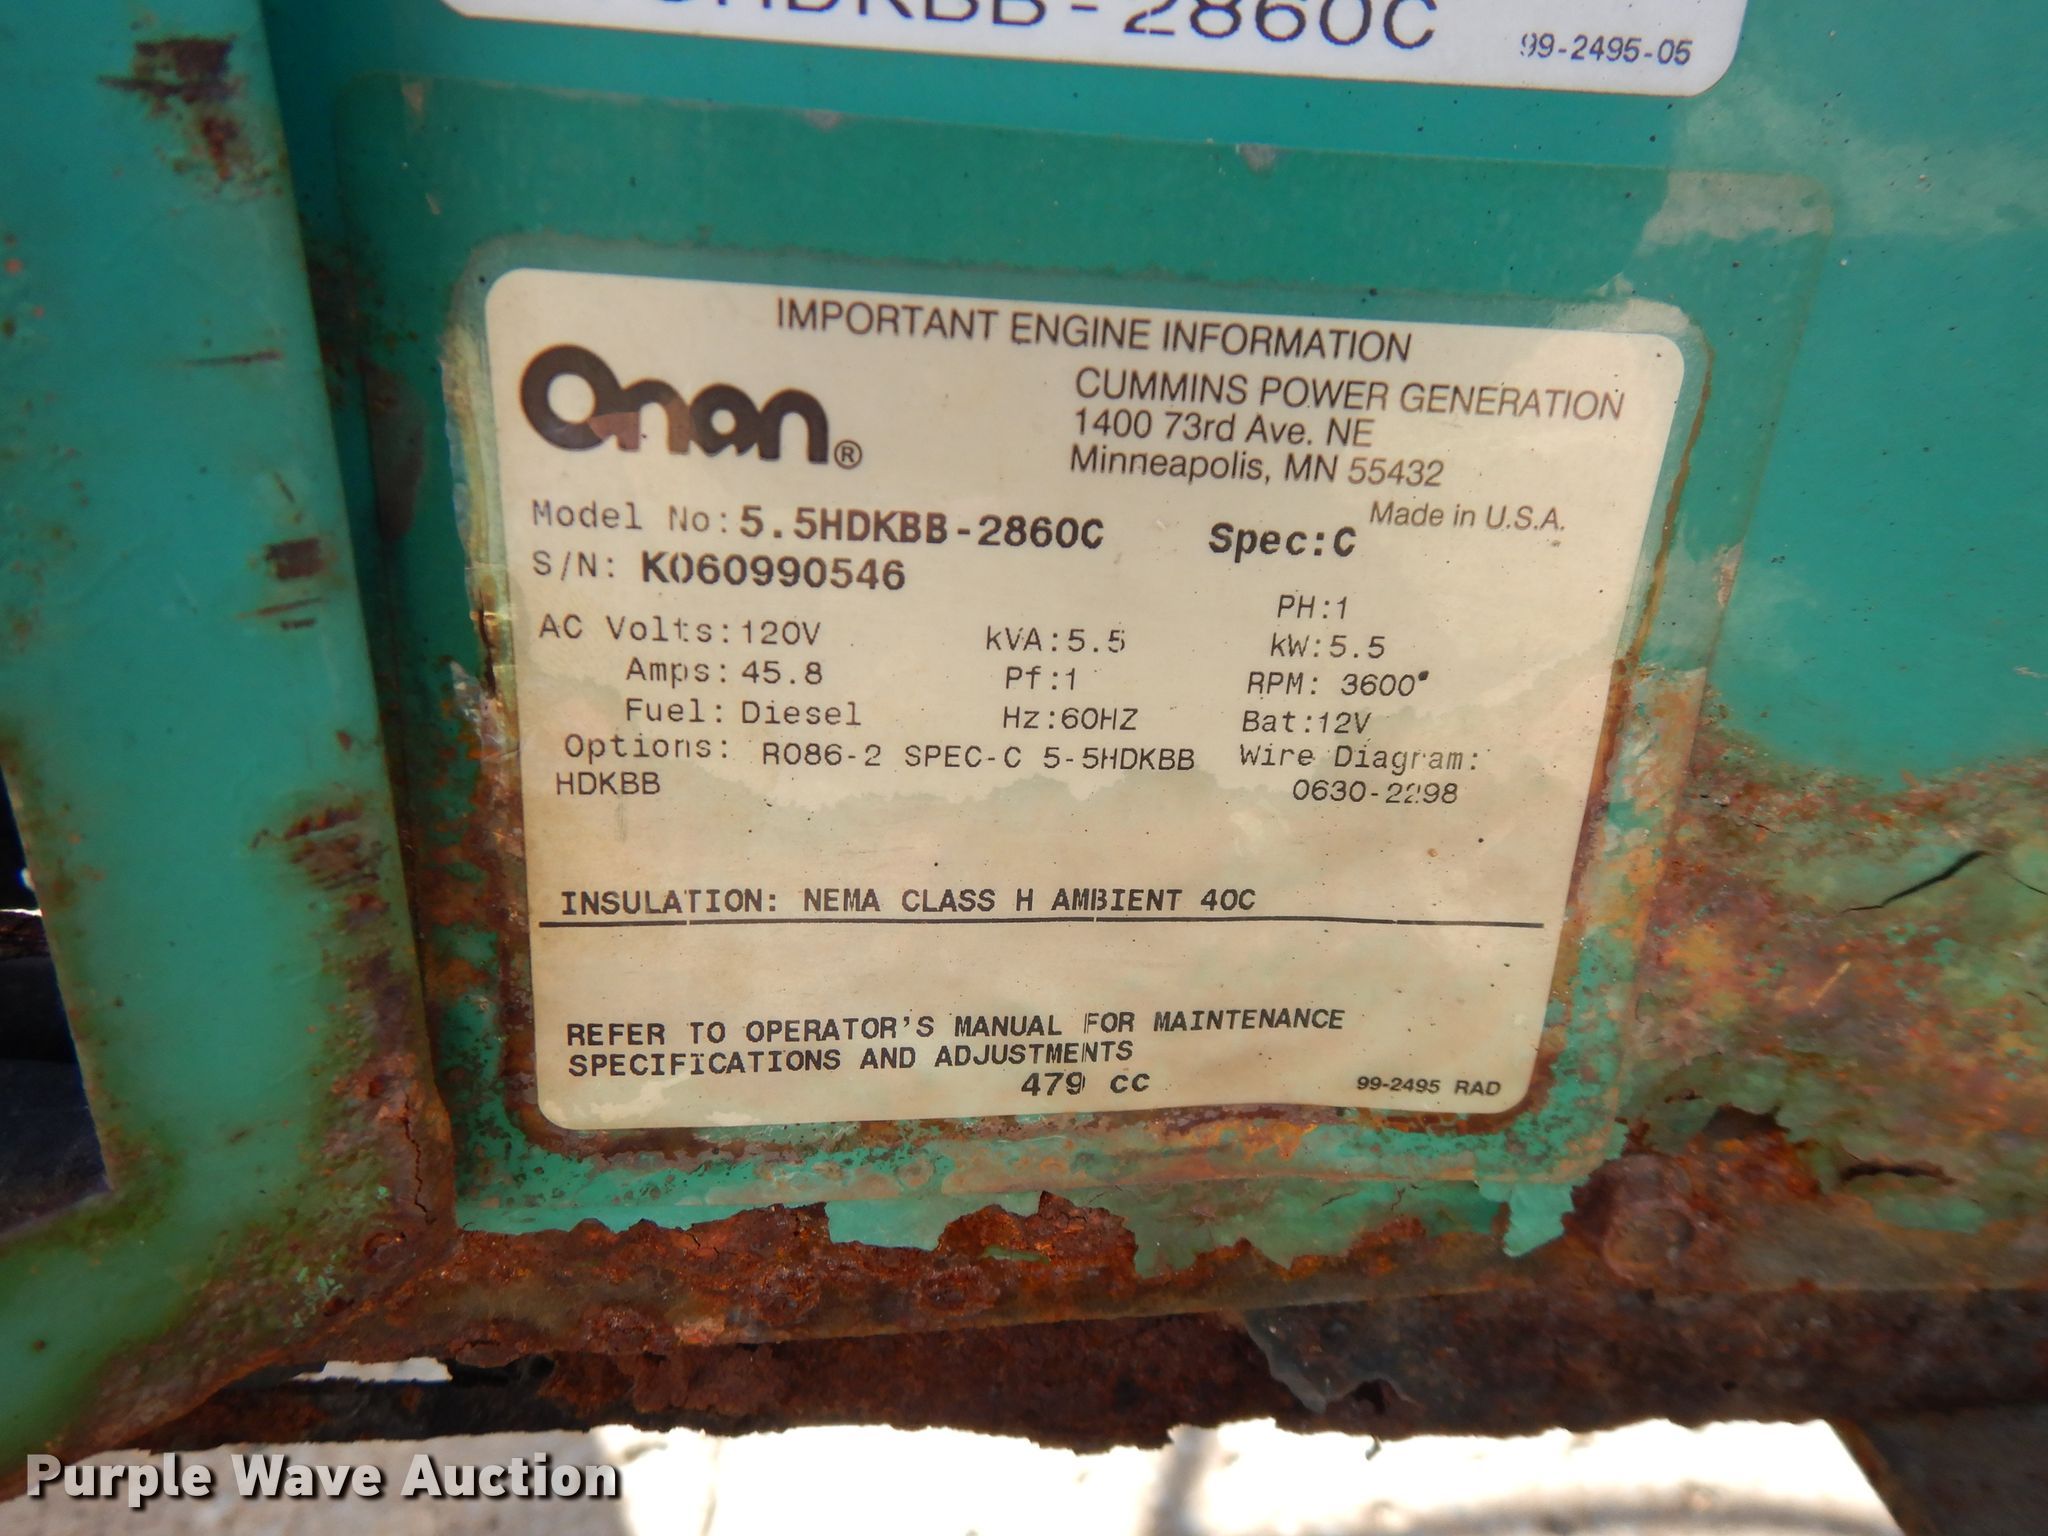 HDKBB-2860C
99-2495-05
IMPORTANT ENGINE INFORMATION
Onan®
CUMMINS POWER GENERATION
1400 73rd Ave. NE
Minneapolis, MN 55432
Made in U.S.A.
Model No:5.5HDKBB-2860C Spec:C
S/N: K060990546
PH:1
AC Volts:120V kVA:5.5 kW:5.5
Amps:45.8 Pf:1 RPM: 3600
Fuel:Diesel Hz:60HZ Bat:12V
Options: R086-2 SPEC-C 5-5HDKBB Wire Diagram:
HDKBB 0630-2298
INSULATION: NEMA CLASS H AMBIENT 40C
REFER TO OPERATOR'S MANUAL FOR MAINTENANCE
SPECIFICATIONS AND ADJUSTMENTS
479 cc 99-2495 RAD
Purple Wave Auction